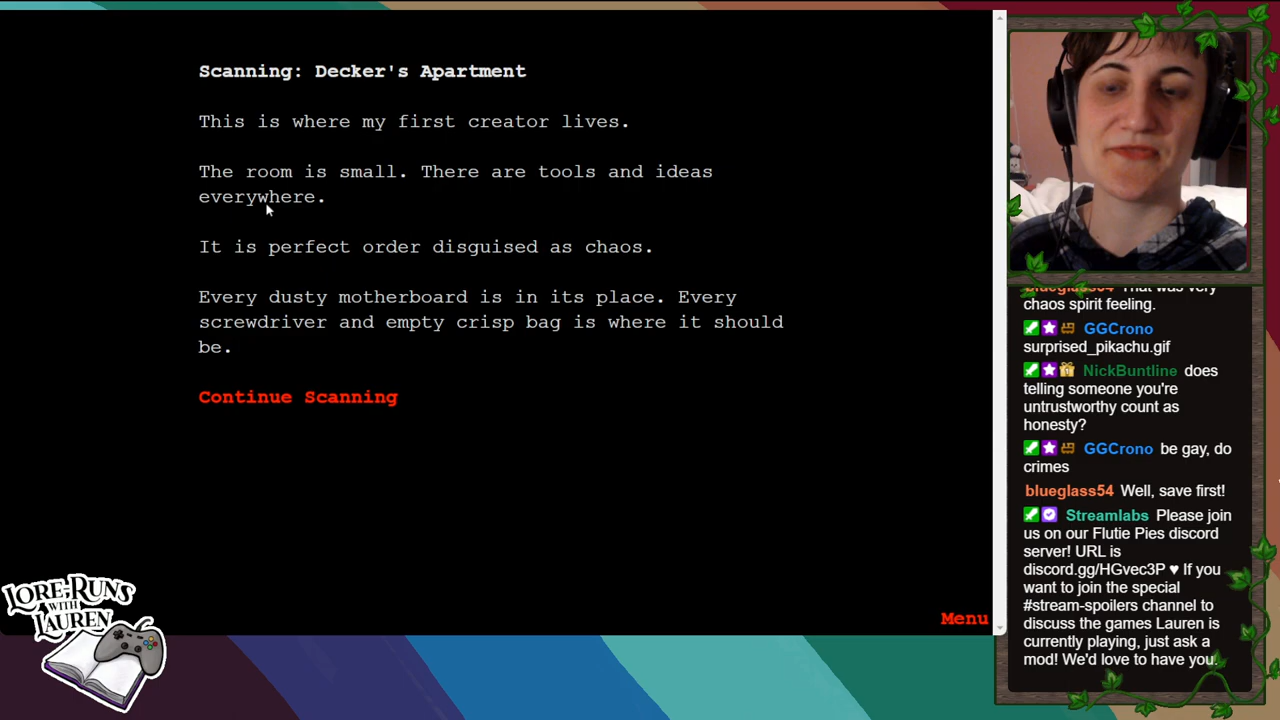 Scanning: Decker's Apartment
This is where my first creator lives.
The room is small. There are tools and ideas
everywhere.
It is perfect order disguised as chaos.
Every dusty motherboard is in its place. Every
screwdriver and empty crisp bag is where it should
be.
Continue Scanning
Menu
LORE-RUNS
WITH
LAUREN
blueglass54 That was very
chaos spirit feeling.
GGCrono
surprised_pikachu.gif
NickBuntline does
telling someone you're
untrustworthy count as
honesty?
GGCrono be gay, do
crimes
blueglass54 Well, save first!
Streamlabs Please join
us on our Flutie Pies discord
server! URL is
discord.gg/HGvec3P ♥ If you
want to join the special
#stream-spoilers channel to
discuss the games Lauren is
currently playing, just ask a
mod! We'd love to have you.